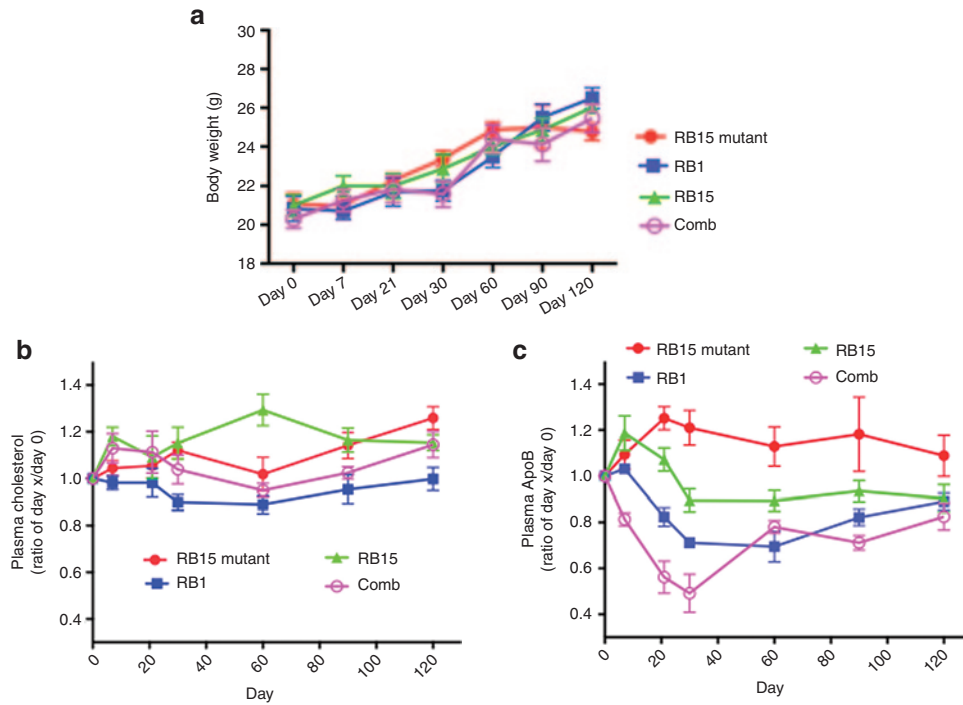 a
30
28
26
24
22
20
18
Body weight (g)
Day 0
Day 7
Day 21
Day 30
Day 60
Day 90
Day 120
RB15 mutant
RB1
RB15
Comb
b
1.4
1.2
1.0
0.8
0.6
0.4
Plasma cholesterol
(ratio of day x/day 0)
RB15 mutant
RB1
RB15
Comb
0
20
40
60
80
100
120
Day
c
RB15 mutant
RB1
RB15
Comb
1.4
1.2
1.0
0.8
0.6
0.4
Plasma ApoB
(ratio of day x/day 0)
0
20
40
60
80
100
120
Day